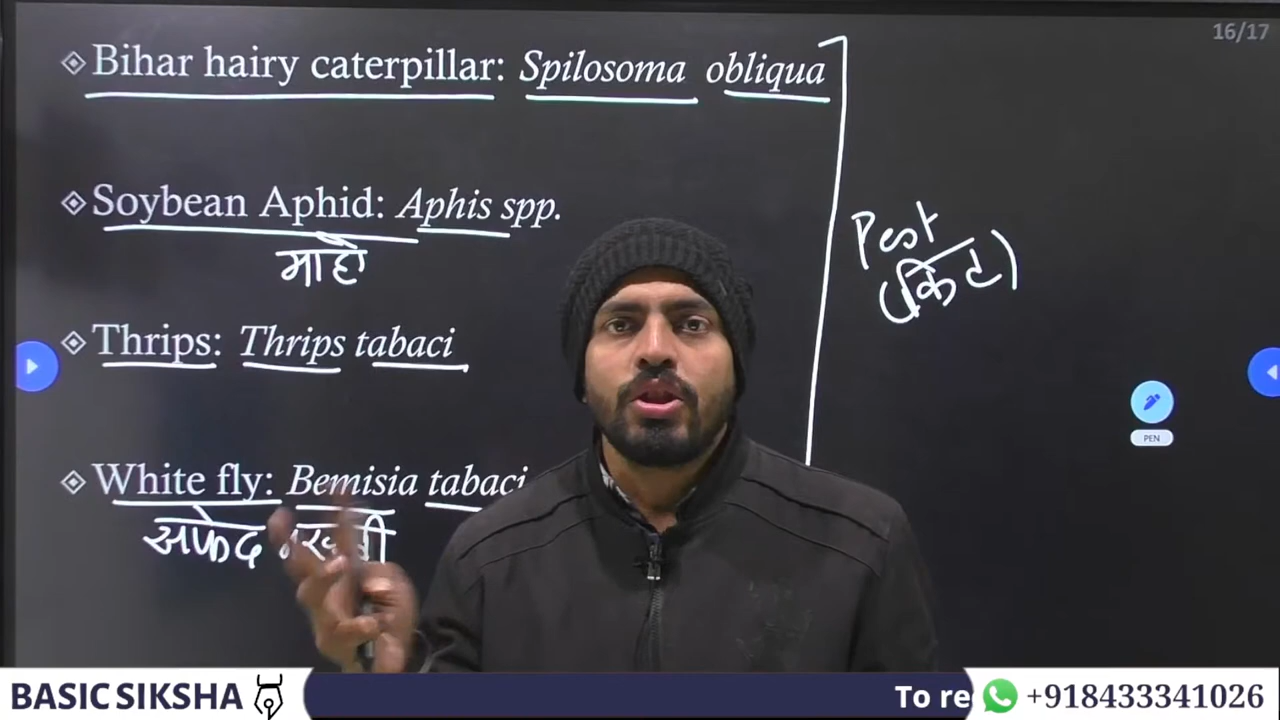 16/17
Bihar hairy caterpillar: Spilosoma obliqua
Soybean Aphid: Aphis spp.
माहो
Pest
(किट)
Thrips: Thrips tabaci
PEN
White fly: Bemisia tabaci
सफेद
BASIC SIKSHA
To re
+918433341026